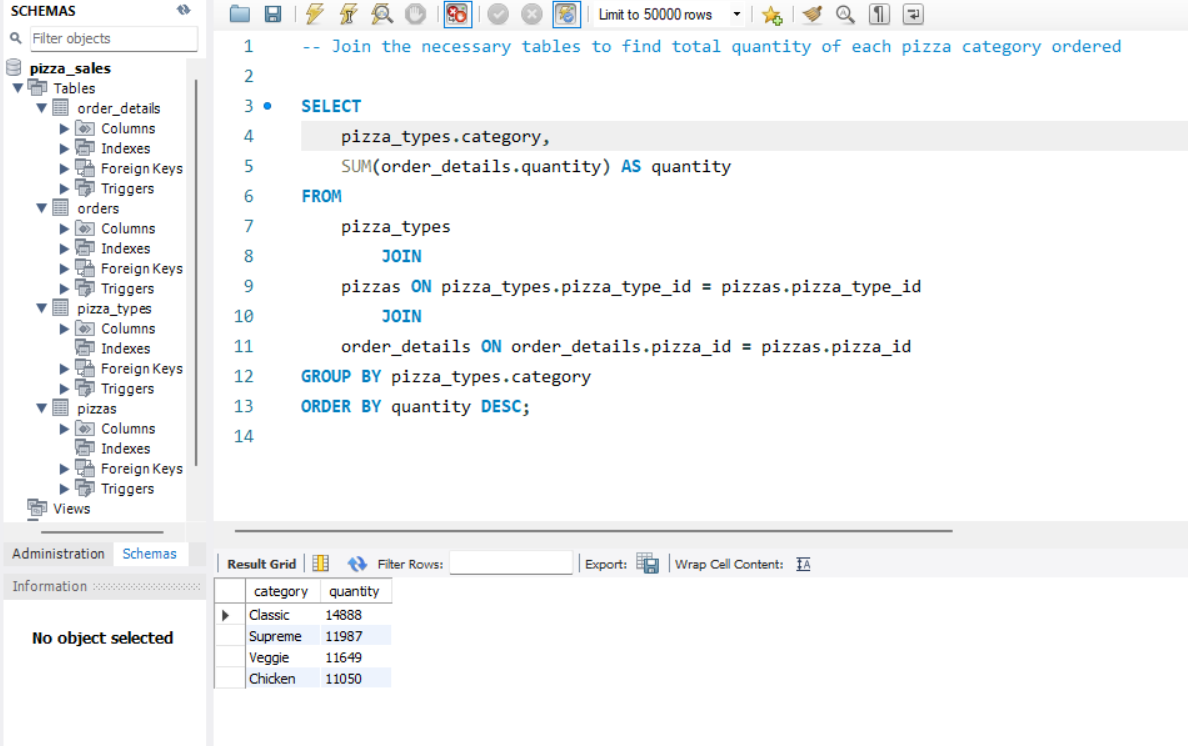 SCHEMAS
Filter objects
pizza_sales
Tables
order_details
Columns
Indexes
Foreign Keys
Triggers
orders
Columns
Indexes
Foreign Keys
Triggers
pizza_types
Columns
Indexes
Foreign Keys
Triggers
pizzas
Columns
Indexes
Foreign Keys
Triggers
Views
Administration Schemas
Information
No object selected
Limit to 50000 rows
1 -- Join the necessary tables to find total quantity of each pizza category ordered
2
3 SELECT
4 pizza_types.category,
5 SUM(order_details.quantity) AS quantity
6 FROM
7 pizza_types
8 JOIN
9 pizzas ON pizza_types.pizza_type_id = pizzas.pizza_type_id
10 JOIN
11 order_details ON order_details.pizza_id = pizzas.pizza_id
12 GROUP BY pizza_types.category
13 ORDER BY quantity DESC;
14
Result Grid Filter Rows: Export: Wrap Cell Content: IA
category quantity
Classic 14888
Supreme 11987
Veggie 11649
Chicken 11050